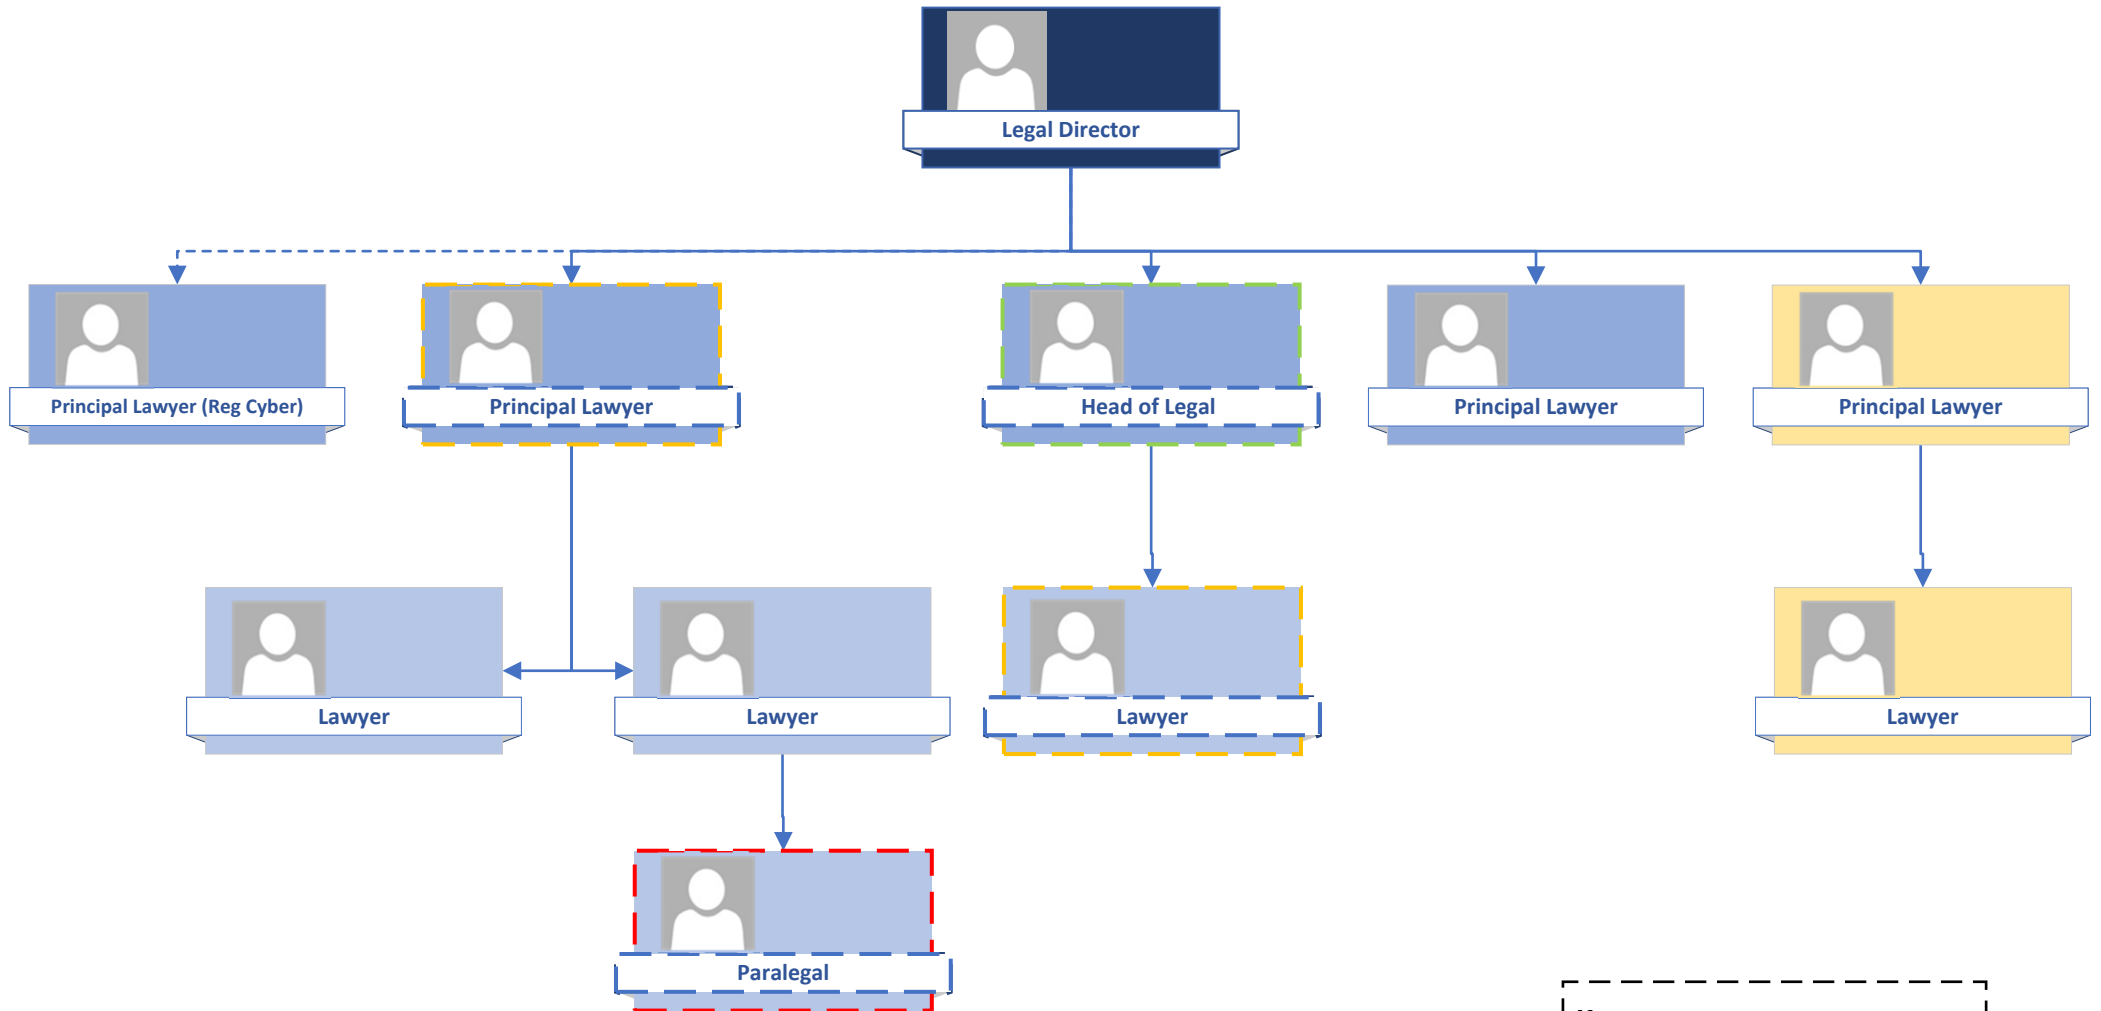 Legal Director
Principal Lawyer (Reg Cyber)
Principal Lawyer
Head of Legal
Principal Lawyer
Principal Lawyer
Lawyer
Lawyer
Lawyer
Lawyer
Paralegal